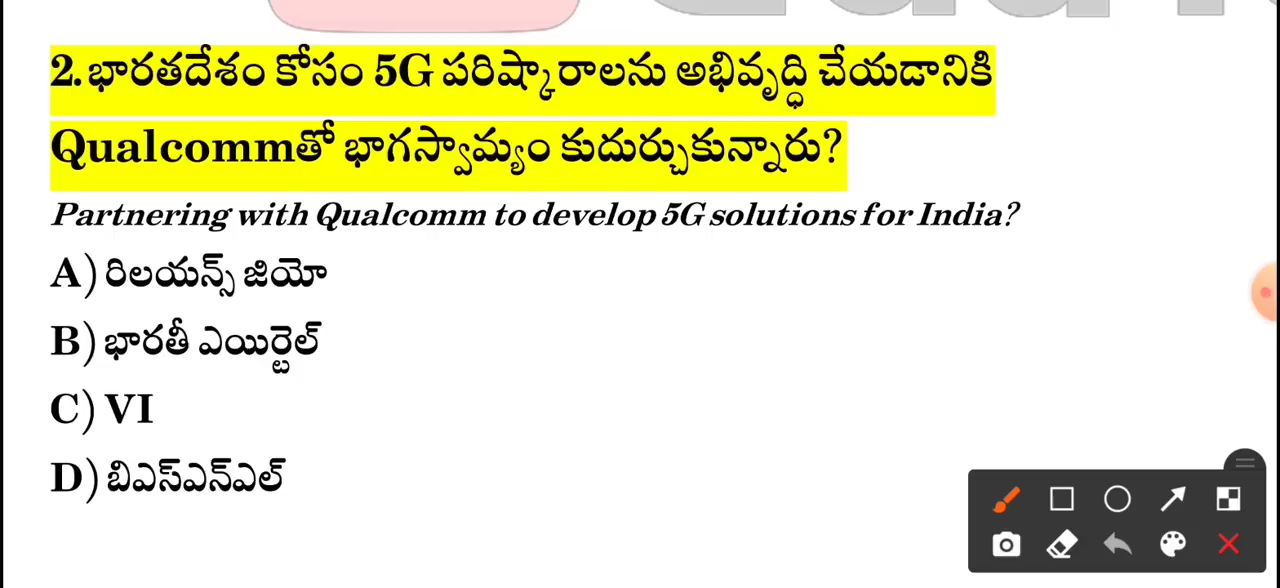 2. భారతదేశం కోసం 5G పరిష్కారాలను అభివృద్ధి చేయడానికి
Qualcommతో భాగస్వామ్యం కుదుర్చుకున్నారు?
Partnering with Qualcomm to develop 5G solutions for India?
A) రిలయన్స్ జియో
B) భారతీ ఎయిర్టెల్
C) VI
D) బిఎస్ఎన్ఎల్